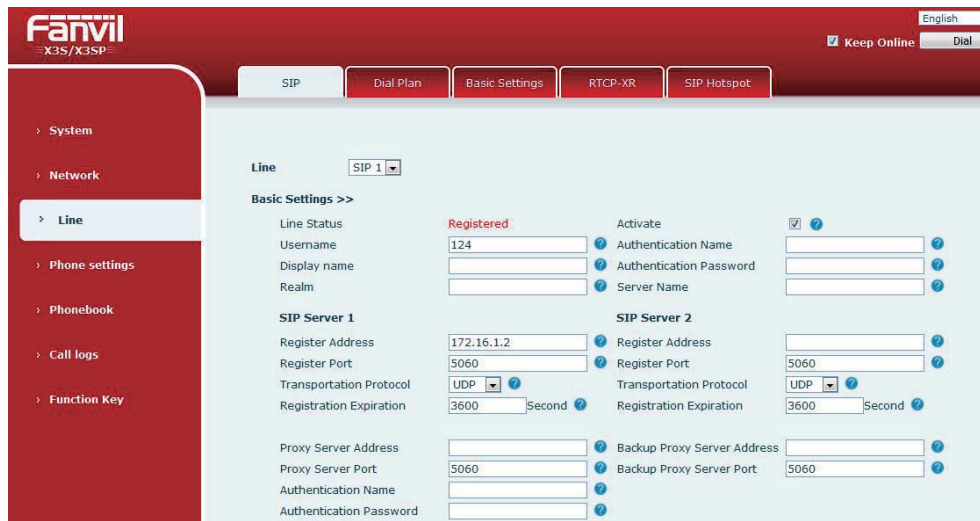 Fanvil
X3S/X3SP
English
Keep Online
Dial
SIP
Dial Plan
Basic Settings
RTCP-XR
SIP Hotspot
› System
› Network
› Line
› Phone settings
› Phonebook
› Call logs
› Function Key
Line SIP 1
Basic Settings >>
Line Status Registered Activate
Username 124 Authentication Name
Display name Authentication Password
Realm Server Name
SIP Server 1 SIP Server 2
Register Address 172.16.1.2 Register Address
Register Port 5060 Register Port 5060
Transportation Protocol UDP Transportation Protocol UDP
Registration Expiration 3600 Second Registration Expiration 3600 Second
Proxy Server Address Backup Proxy Server Address
Proxy Server Port 5060 Backup Proxy Server Port 5060
Authentication Name
Authentication Password